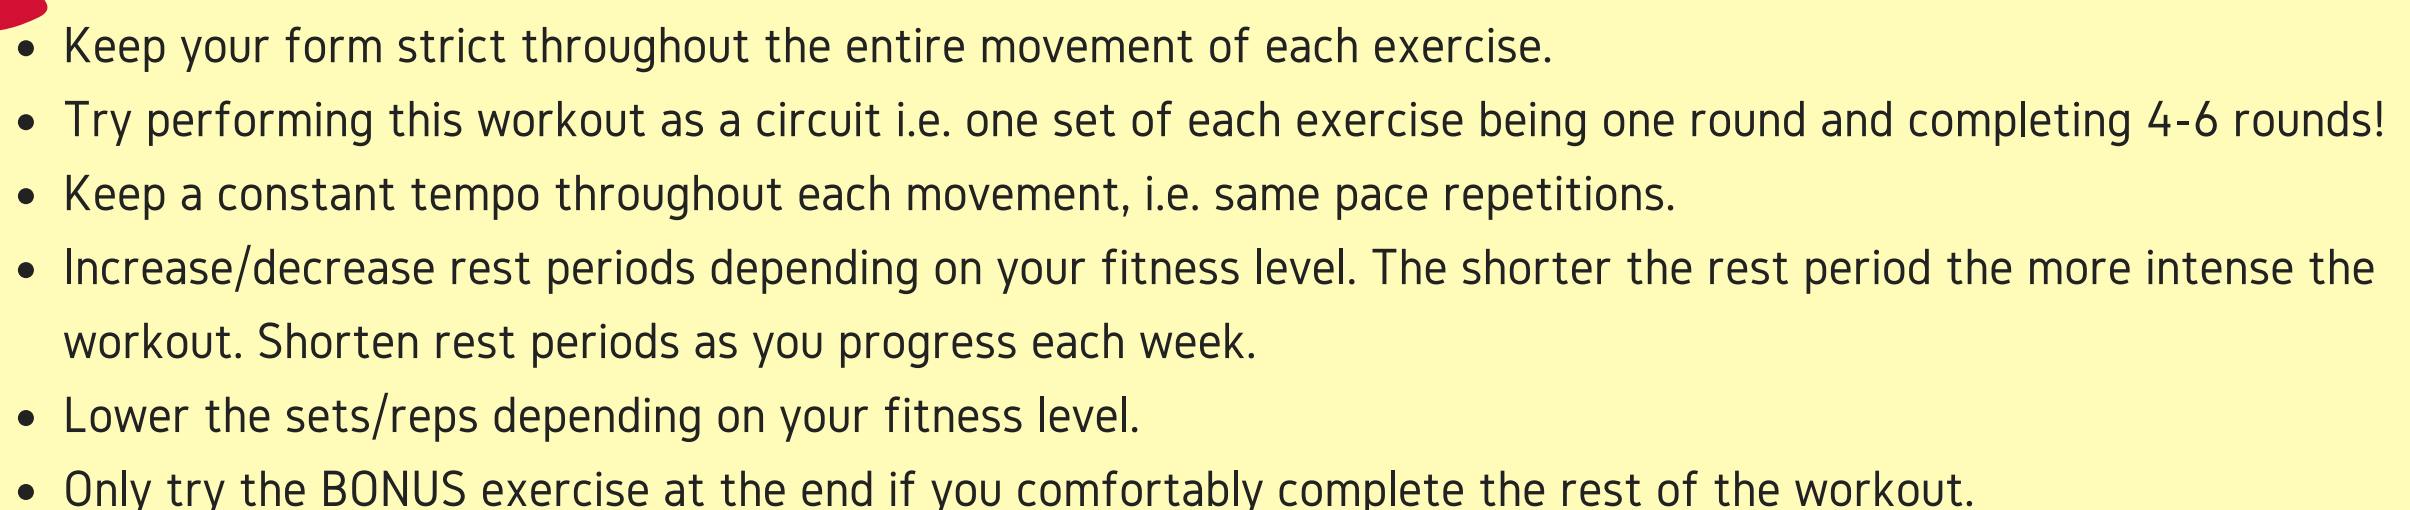 • Keep your form strict throughout the entire movement of each exercise.
• Try performing this workout as a circuit i.e. one set of each exercise being one round and completing 4-6 rounds!
• Keep a constant tempo throughout each movement, i.e. same pace repetitions.
• Increase/decrease rest periods depending on your fitness level. The shorter the rest period the more intense the
workout. Shorten rest periods as you progress each week.
• Lower the sets/reps depending on your fitness level.
• Only try the BONUS exercise at the end if you comfortably complete the rest of the workout.